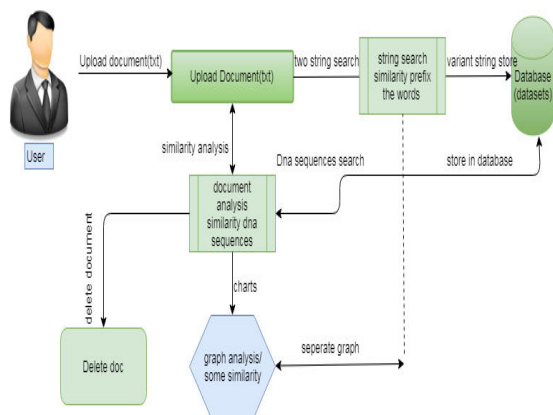 Upload document(txt)
Upload Document(txt)
two string search
string search
similarity prefix
the words
variant string store
Database
(datasets)
User
similarity analysis
Dna sequences search
store in database
document
analysis
similarity dna
sequences
delete document
charts
Delete doc
graph analysis/
some similarity
seperate graph